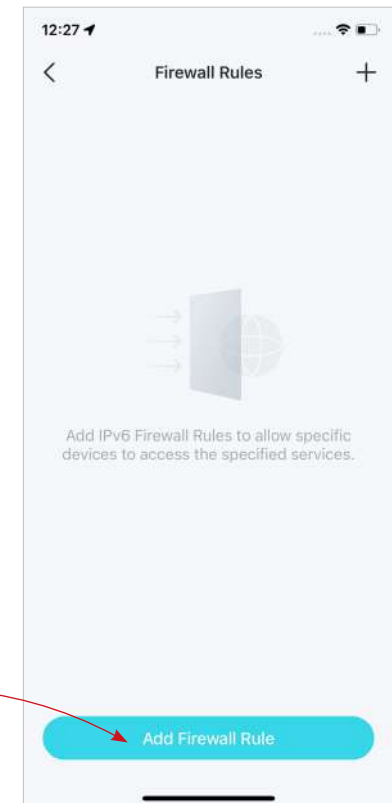 12:27
Firewall Rules
Add IPv6 Firewall Rules to allow specific
devices to access the specified services.
Add Firewall Rule